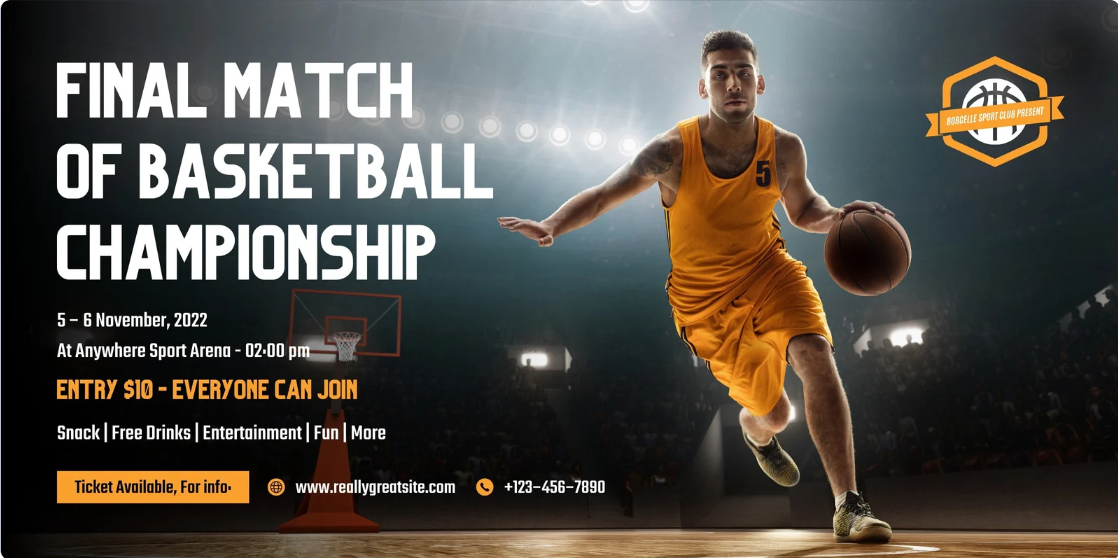 FINAL MATCH
OF BASKETBALL
CHAMPIONSHIP
5 – 6 November, 2022
At Anywhere Sport Arena - 02:00 pm
ENTRY $10 - EVERYONE CAN JOIN
Snack | Free Drinks | Entertainment | Fun | More
Ticket Available, For info:
www.reallygreatsite.com
+123-456-7890
BORCELLE SPORT CLUB PRESENT
5